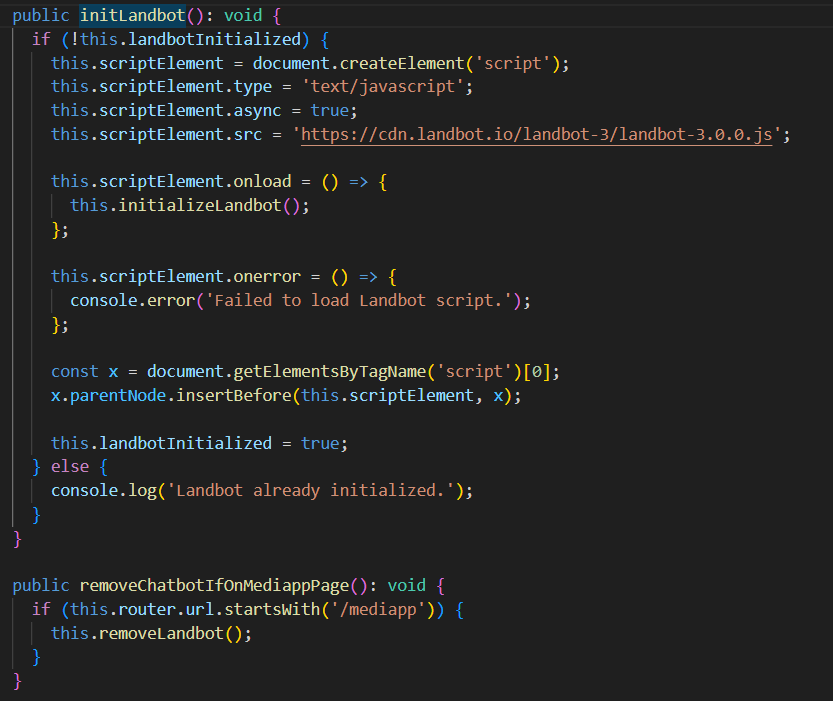 public initLandbot(): void {
if (!this.landbotInitialized) {
this.scriptElement = document.createElement('script');
this.scriptElement.type = 'text/javascript';
this.scriptElement.async = true;
this.scriptElement.src = 'https://cdn.landbot.io/landbot-3/landbot-3.0.0.js';
this.scriptElement.onload = () => {
this.initializeLandbot();
};
this.scriptElement.onerror = () => {
console.error('Failed to load Landbot script.');
};
const x = document.getElementsByTagName('script')[0];
x.parentNode.insertBefore(this.scriptElement, x);
this.landbotInitialized = true;
} else {
console.log('Landbot already initialized.');
}
}
public removeChatbotIfOnMediappPage(): void {
if (this.router.url.startsWith('/mediapp')) {
this.removeLandbot();
}
}